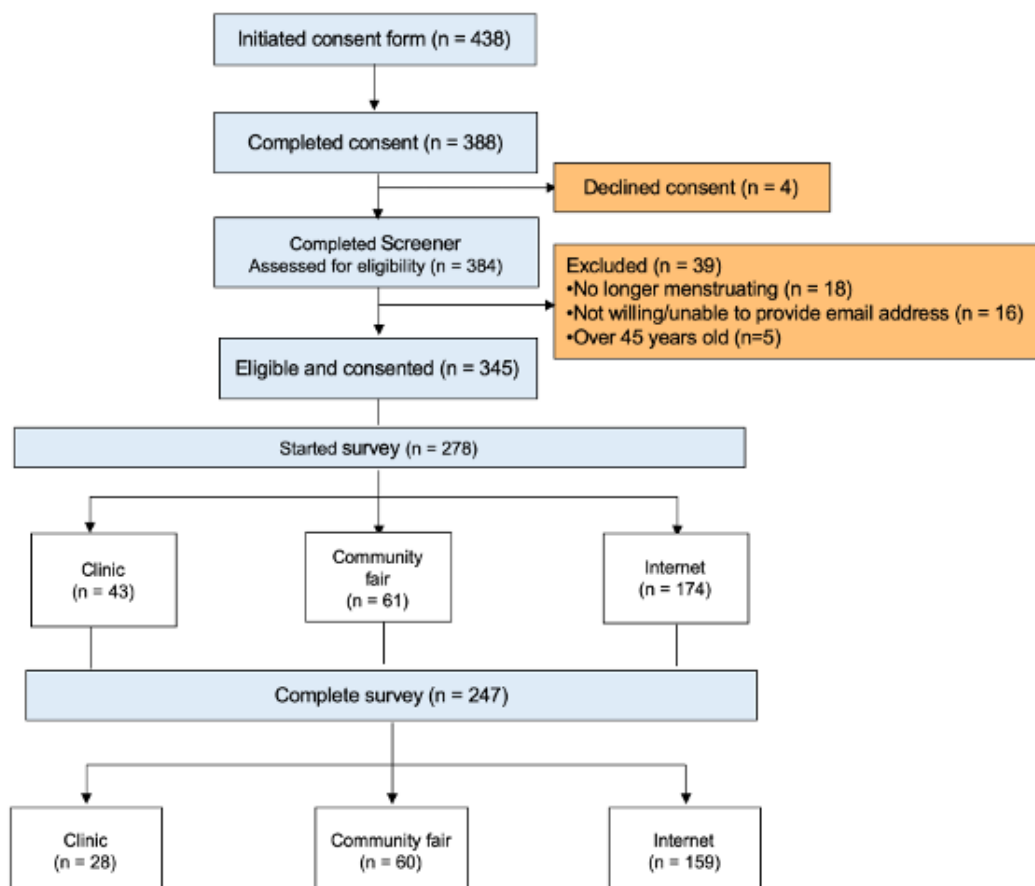 Initiated consent form (n = 438)
Completed consent (n = 388)
Declined consent (n = 4)
Completed Screener
Assessed for eligibility (n = 384)
Excluded (n = 39)
•No longer menstruating (n = 18)
•Not willing/unable to provide email address (n = 16)
•Over 45 years old (n=5)
Eligible and consented (n = 345)
Started survey (n = 278)
Clinic
(n = 43)
Community
fair
(n = 61)
Internet
(n = 174)
Complete survey (n = 247)
Clinic
(n = 28)
Community fair
(n = 60)
Internet
(n = 159)